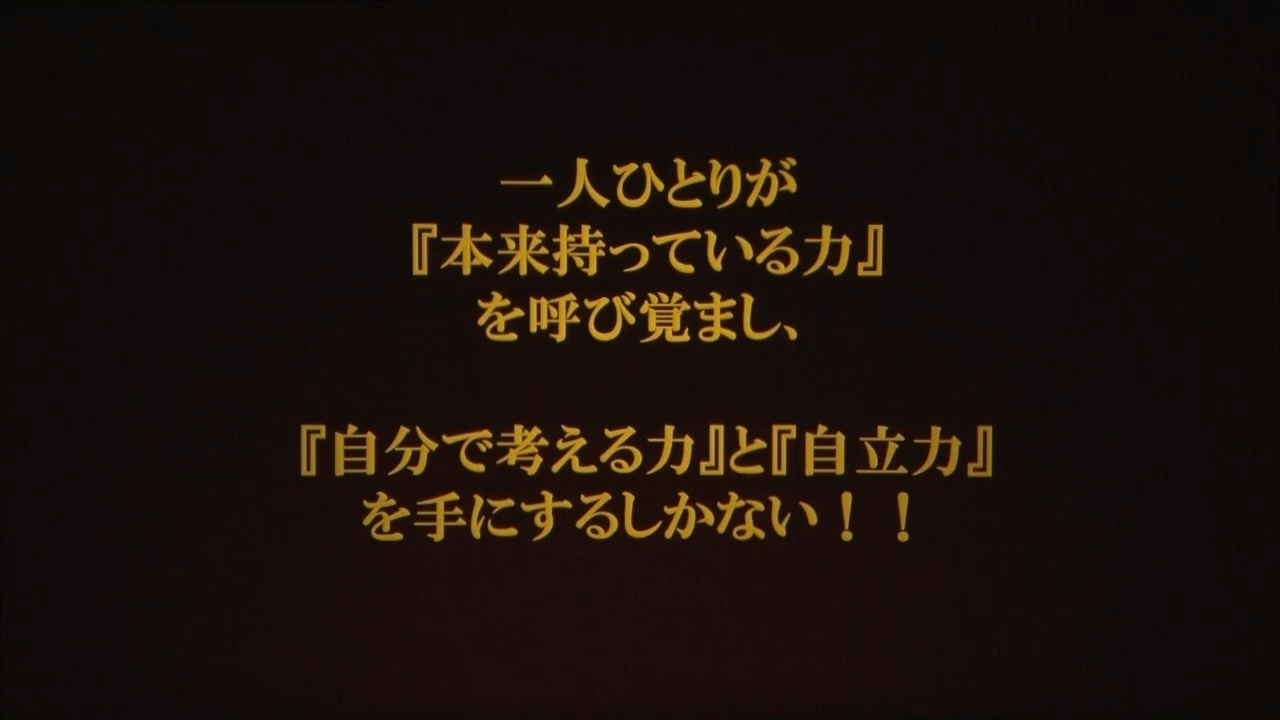 一人ひとりが
『本来持っている力』
を呼び覚まし、
『自分で考える力』と『自立力』
を手にするしかない！！